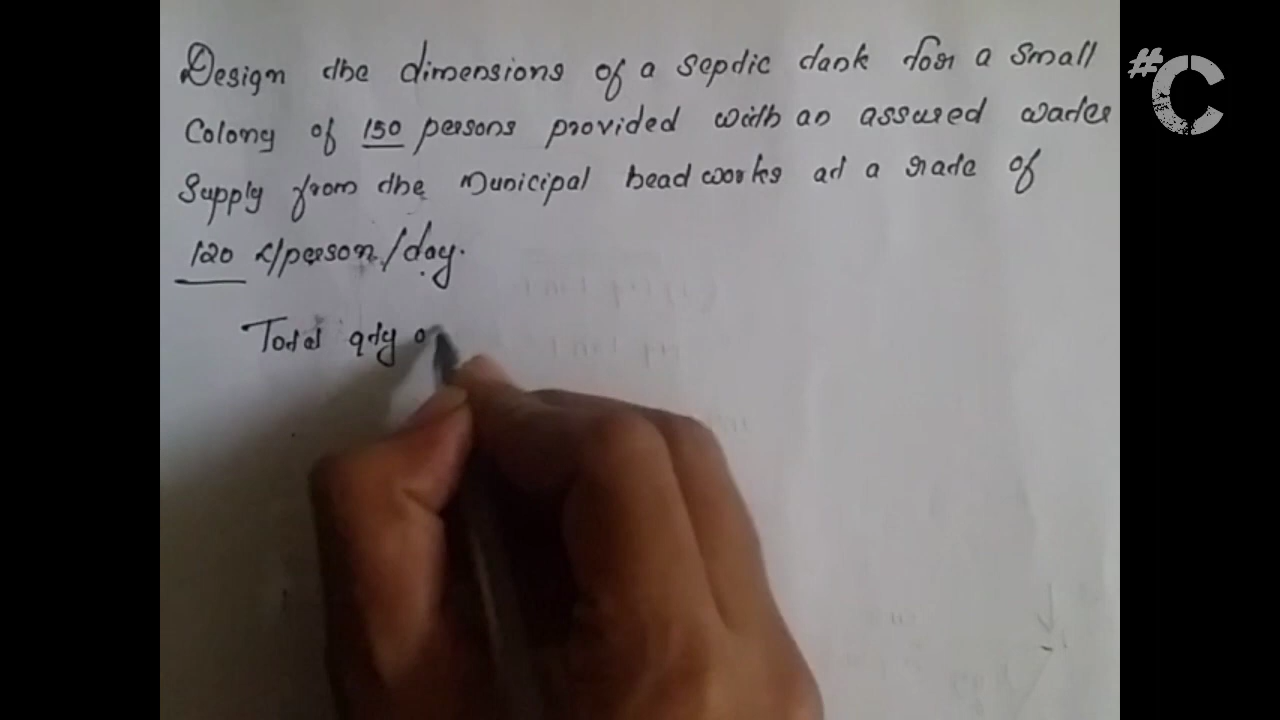 Design the dimensions of a septic tank for a small
Colony of 150 persons provided with an assured water
Supply from the Municipal head works at a rate of
120 l/person/day.
Total qty o
#C